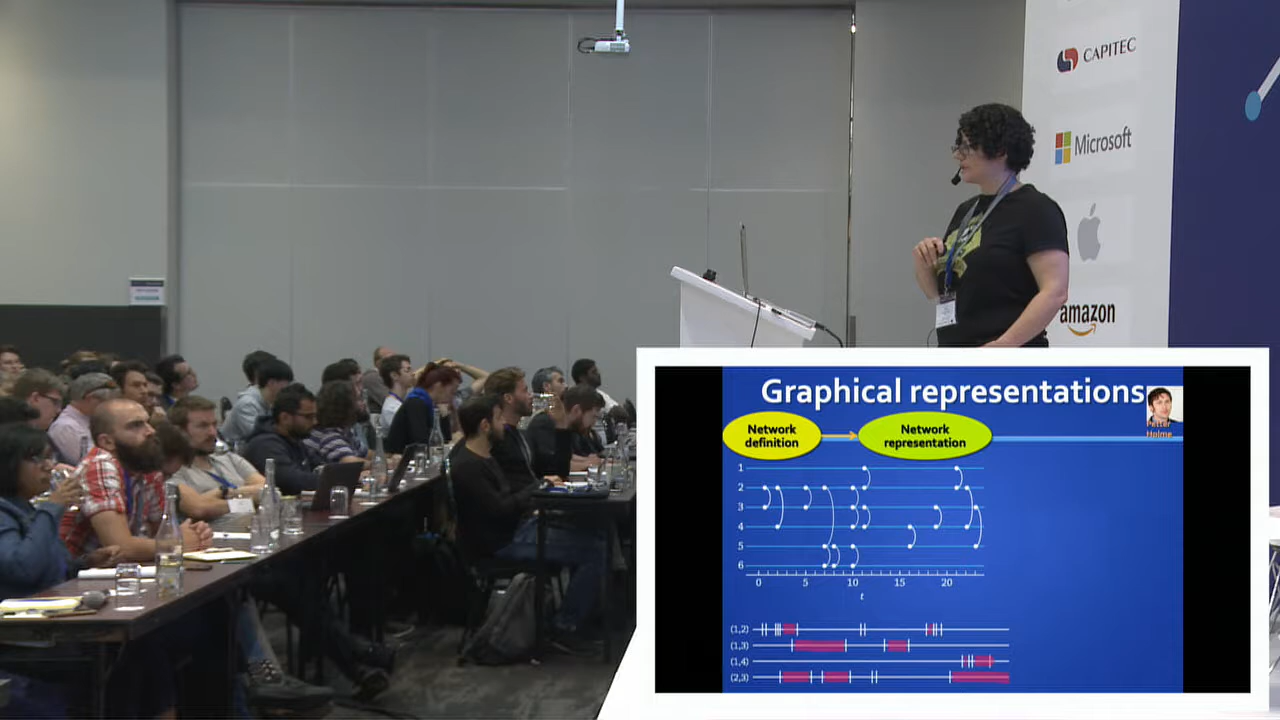 CAPITEC
Microsoft
amazon
Graphical representations
Petter
Holme
Network
definition
Network
representation
1
2
3
4
5
6
0 5 10 15 20
t
(1,2)
(1,3)
(1,4)
(2,3)